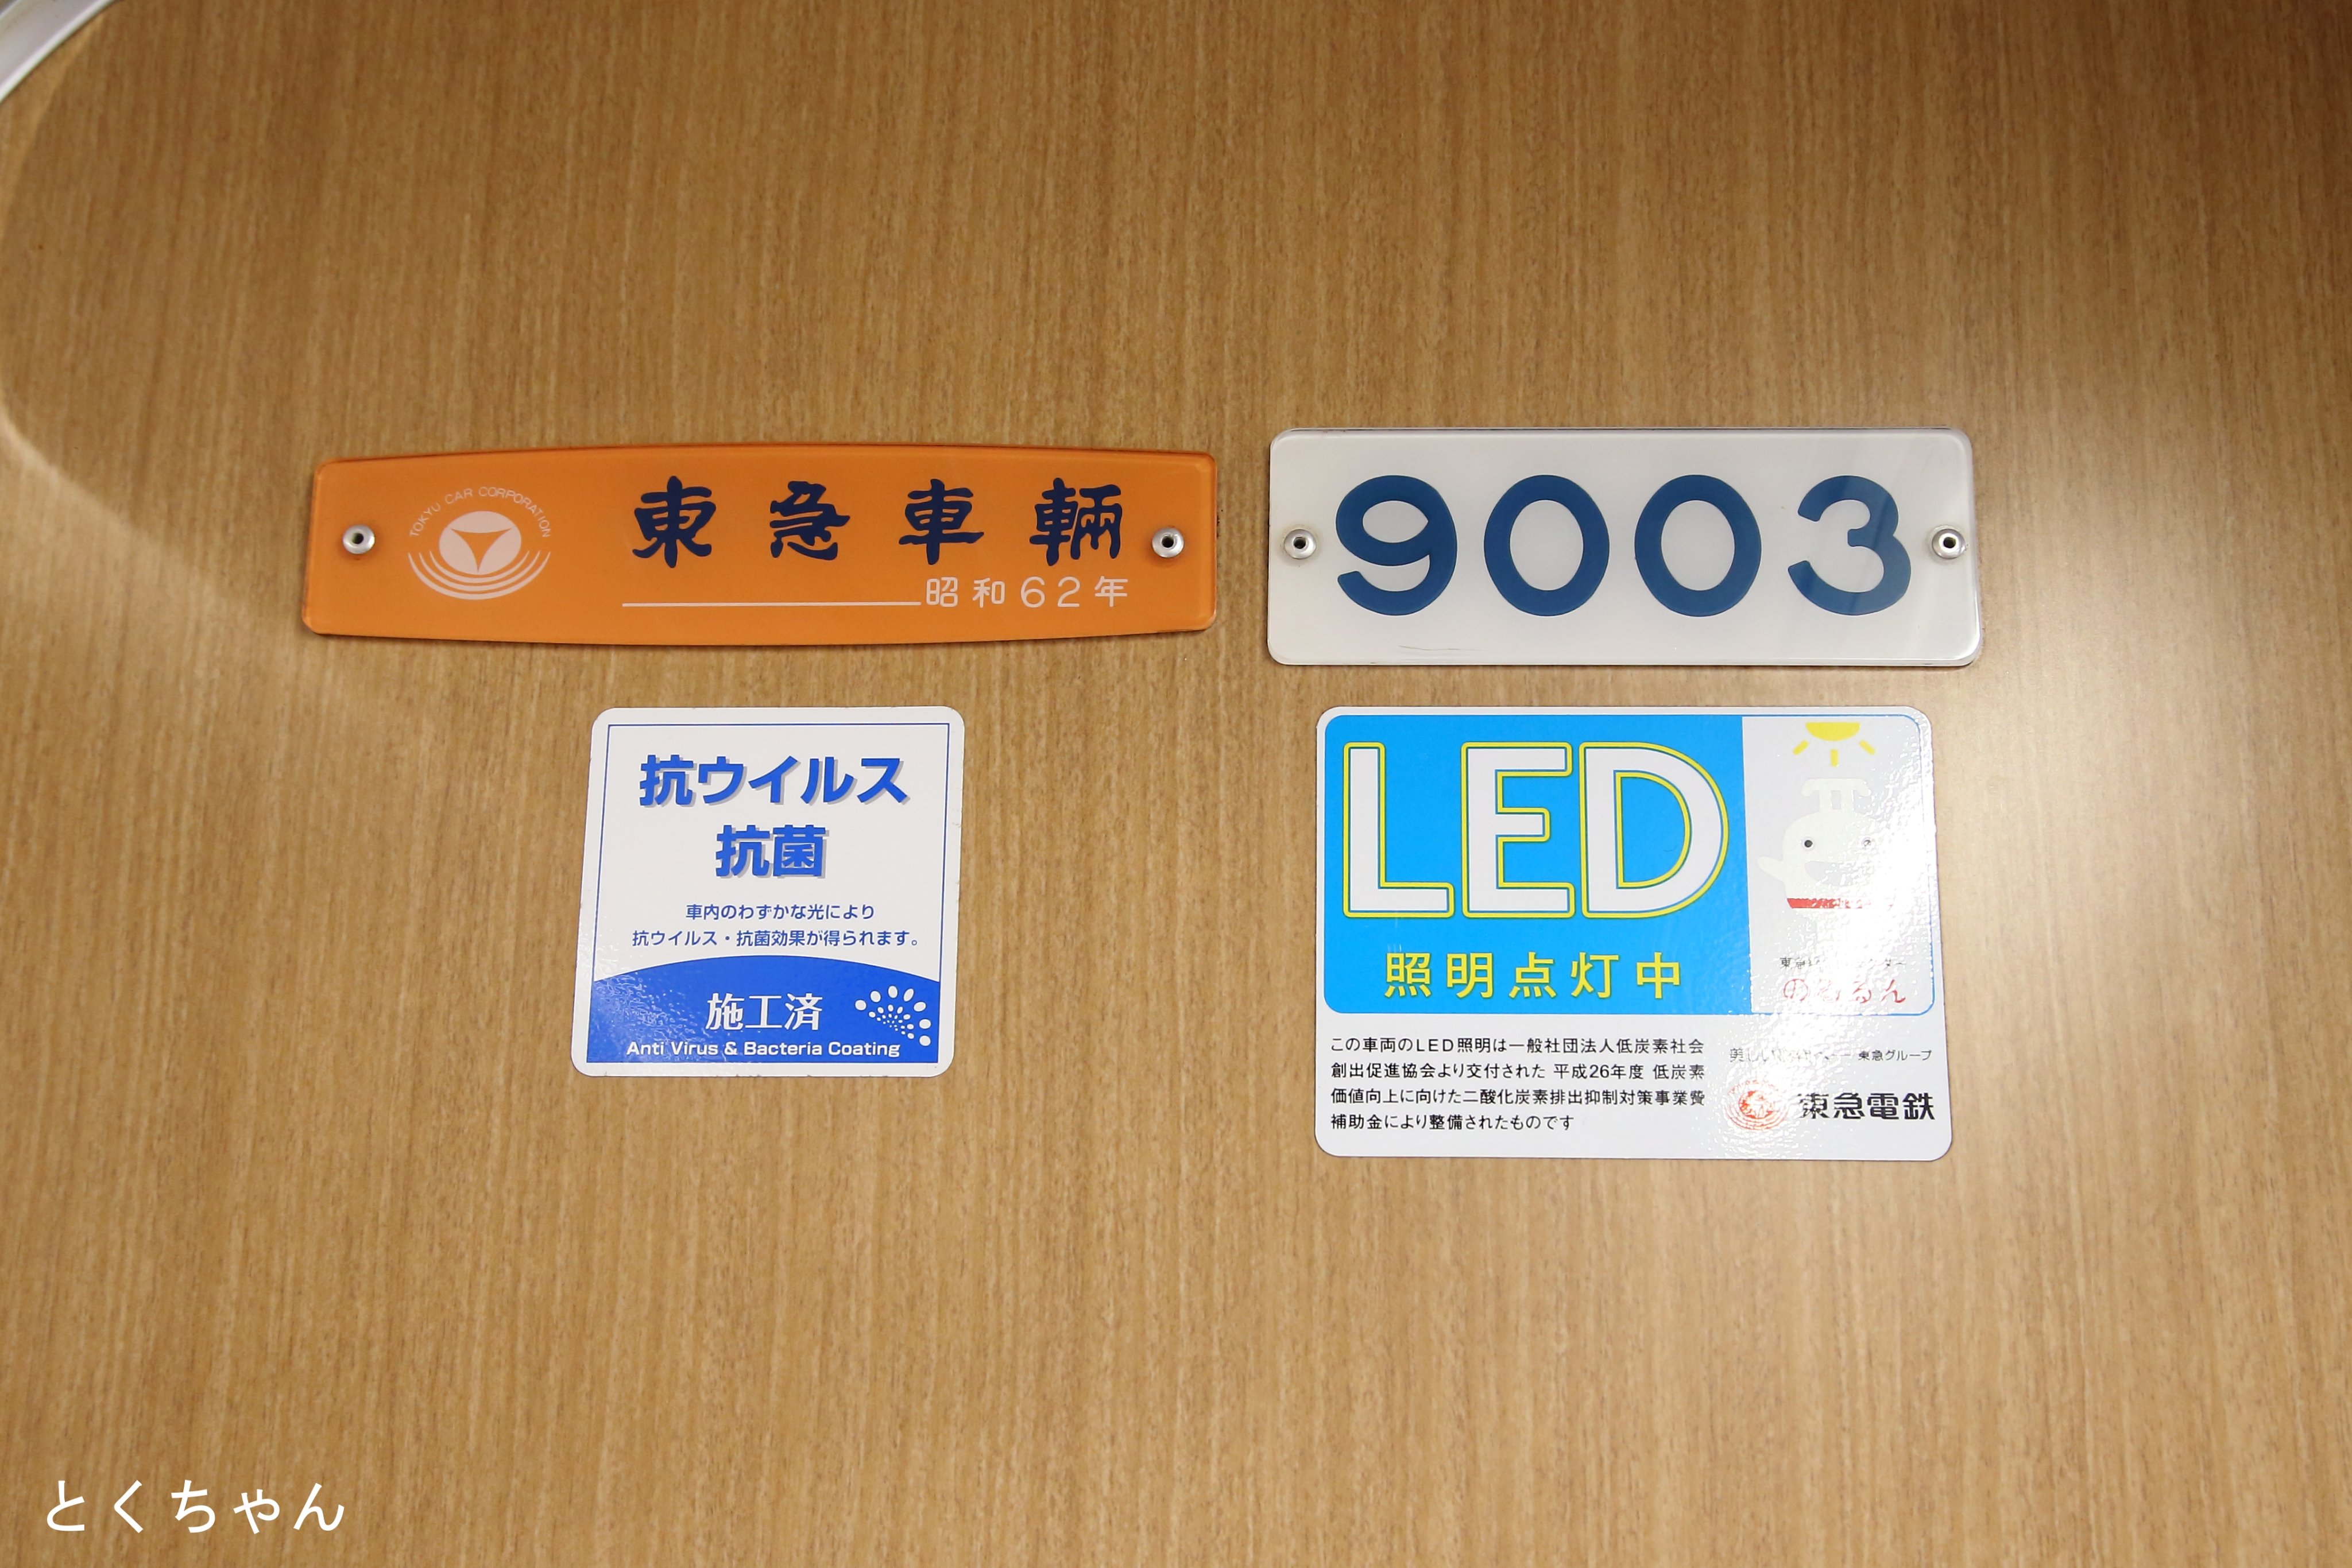 TOKYU CAR CORPORATION
東急車輛
昭和62年
9003
抗ウイルス
抗菌
車内のわずかな光により
抗ウイルス・抗菌効果が得られます。
施工済
Anti Virus & Bacteria Coating
LED
照明点灯中
のるるん
この車両のLED照明は一般社団法人低炭素社会
創出促進協会より交付された 平成26年度 低炭素
価値向上に向けた二酸化炭素排出抑制対策事業費
補助金により整備されたものです
東急グループ
東急電鉄
とくちゃん